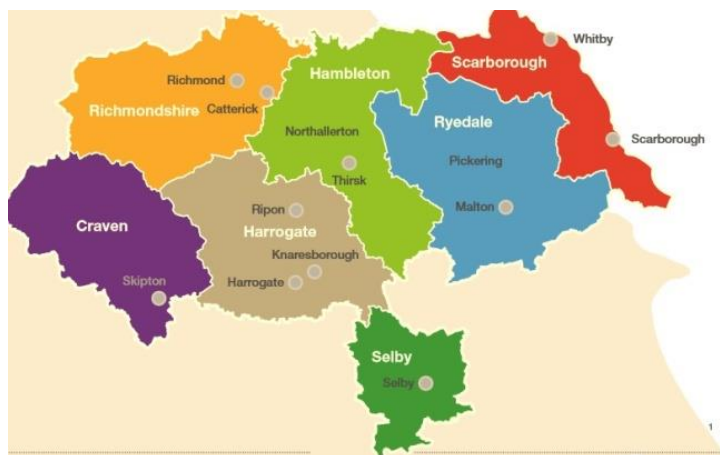 Whitby
Scarborough
Hambleton
Richmond
Richmondshire
Catterick
Ryedale
Northallerton
Scarborough
Pickering
Thirsk
Ripon
Malton
Craven
Harrogate
Knaresborough
Skipton
Harrogate
Selby
Selby
1